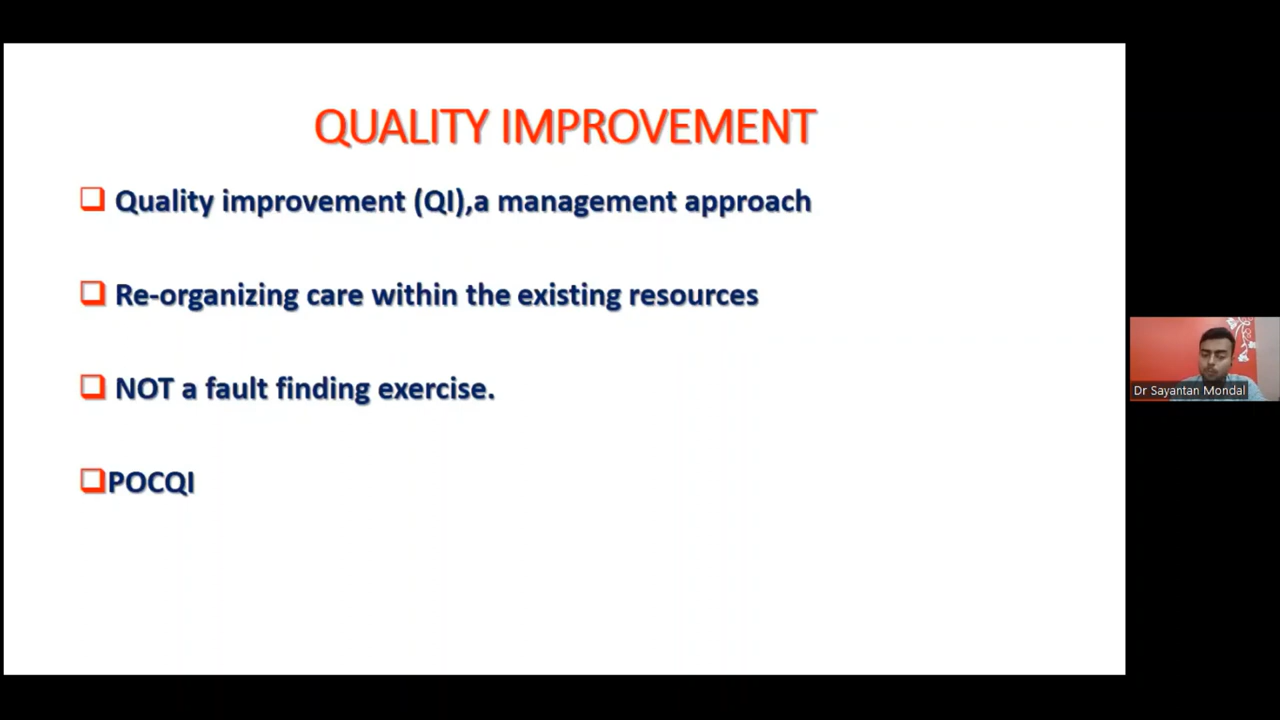 QUALITY IMPROVEMENT
Quality improvement (QI),a management approach
Re-organizing care within the existing resources
NOT a fault finding exercise.
POCQI
Dr Sayantan Mondal